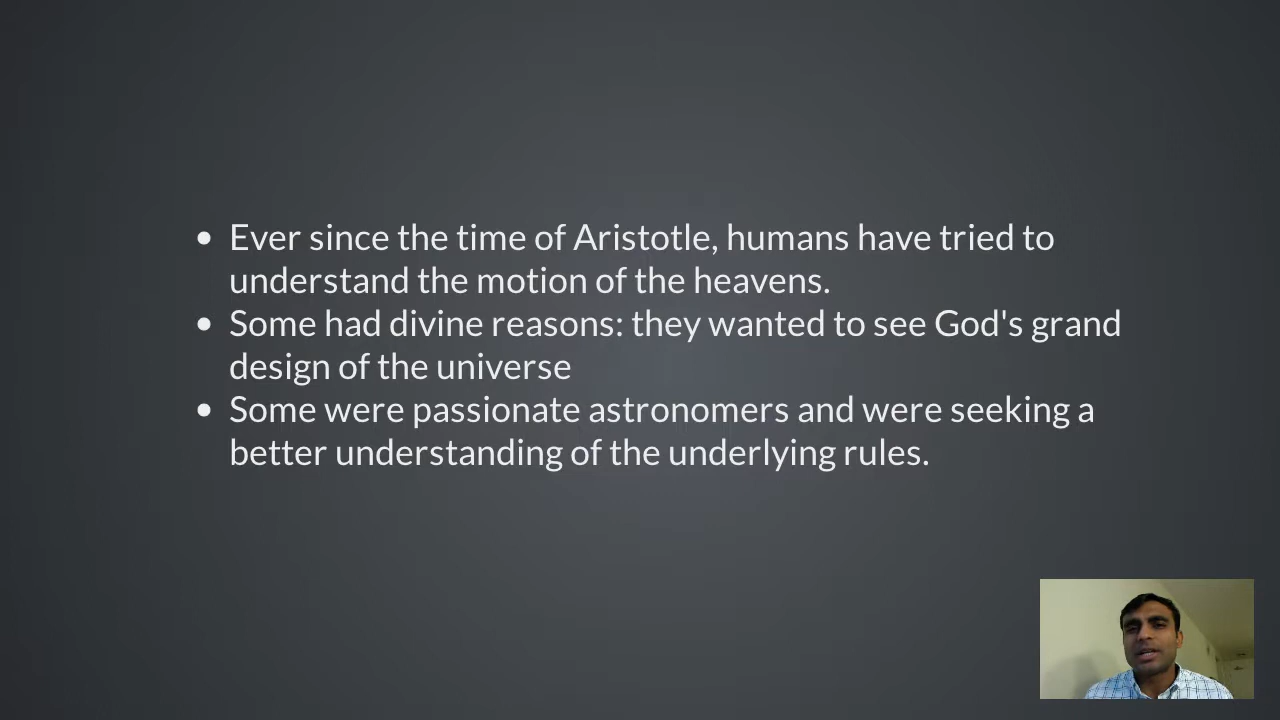 • Ever since the time of Aristotle, humans have tried to
understand the motion of the heavens.
• Some had divine reasons: they wanted to see God's grand
design of the universe
• Some were passionate astronomers and were seeking a
better understanding of the underlying rules.